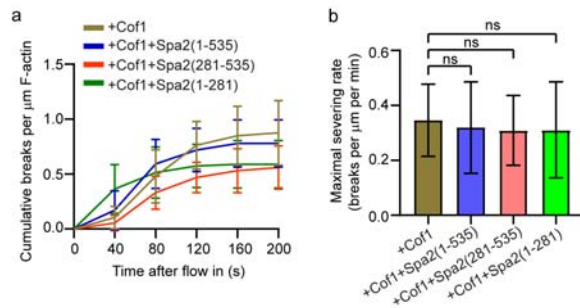 a
+Cof1
+Cof1+Spa2(1-535)
+Cof1+Spa2(281-535)
+Cof1+Spa2(1-281)
Cumulative breaks per μm F-actin
1.5
1.0
0.5
0.0
0 40 80 120 160 200
Time after flow in (s)
b
ns
ns
ns
Maximal severing rate
(breaks per μm per min)
0.6
0.4
0.2
0.0
+Cof1
+Cof1+Spa2(1-535)
+Cof1+Spa2(281-535)
+Cof1+Spa2(1-281)